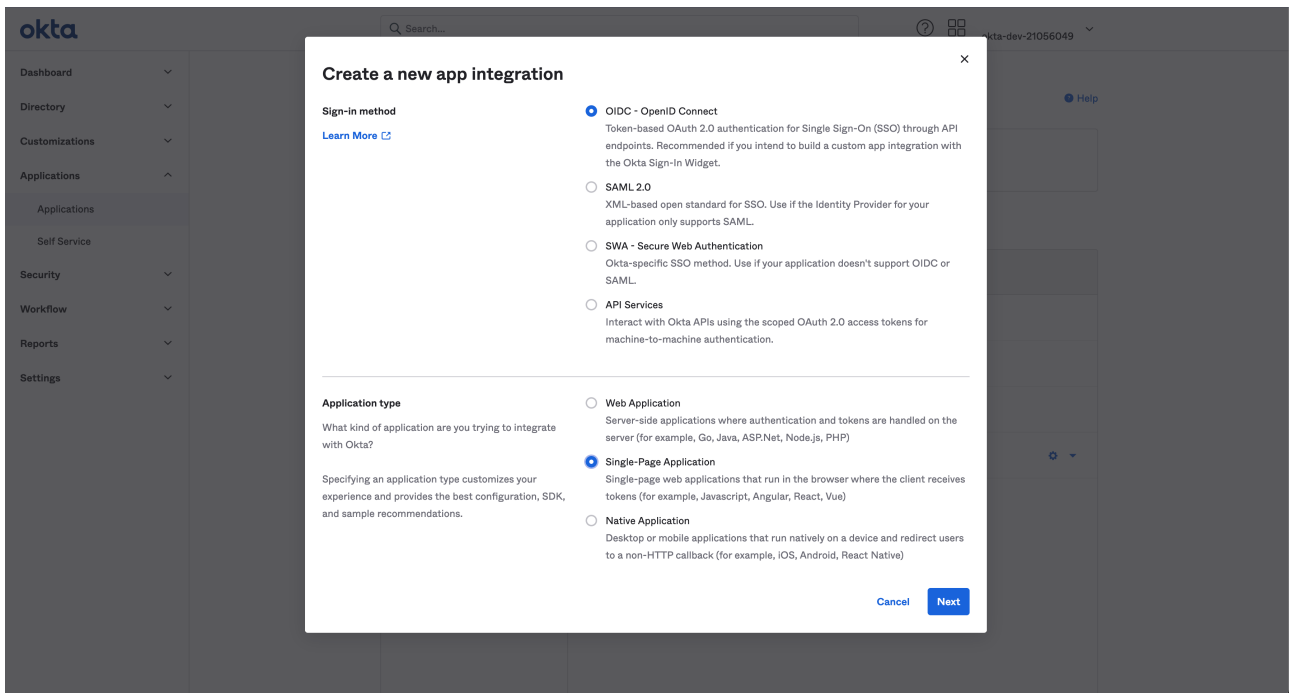 okta
Search...
okta-dev-21056049
Dashboard
Directory
Customizations
Applications
Applications
Self Service
Security
Workflow
Reports
Settings
Help
Create a new app integration
Sign-in method
Learn More
OIDC - OpenID Connect
Token-based OAuth 2.0 authentication for Single Sign-On (SSO) through API
endpoints. Recommended if you intend to build a custom app integration with
the Okta Sign-In Widget.
SAML 2.0
XML-based open standard for SSO. Use if the Identity Provider for your
application only supports SAML.
SWA - Secure Web Authentication
Okta-specific SSO method. Use if your application doesn't support OIDC or
SAML.
API Services
Interact with Okta APIs using the scoped OAuth 2.0 access tokens for
machine-to-machine authentication.
Application type
What kind of application are you trying to integrate
with Okta?
Specifying an application type customizes your
experience and provides the best configuration, SDK,
and sample recommendations.
Web Application
Server-side applications where authentication and tokens are handled on the
server (for example, Go, Java, ASP.Net, Node.js, PHP)
Single-Page Application
Single-page web applications that run in the browser where the client receives
tokens (for example, Javascript, Angular, React, Vue)
Native Application
Desktop or mobile applications that run natively on a device and redirect users
to a non-HTTP callback (for example, iOS, Android, React Native)
Cancel
Next